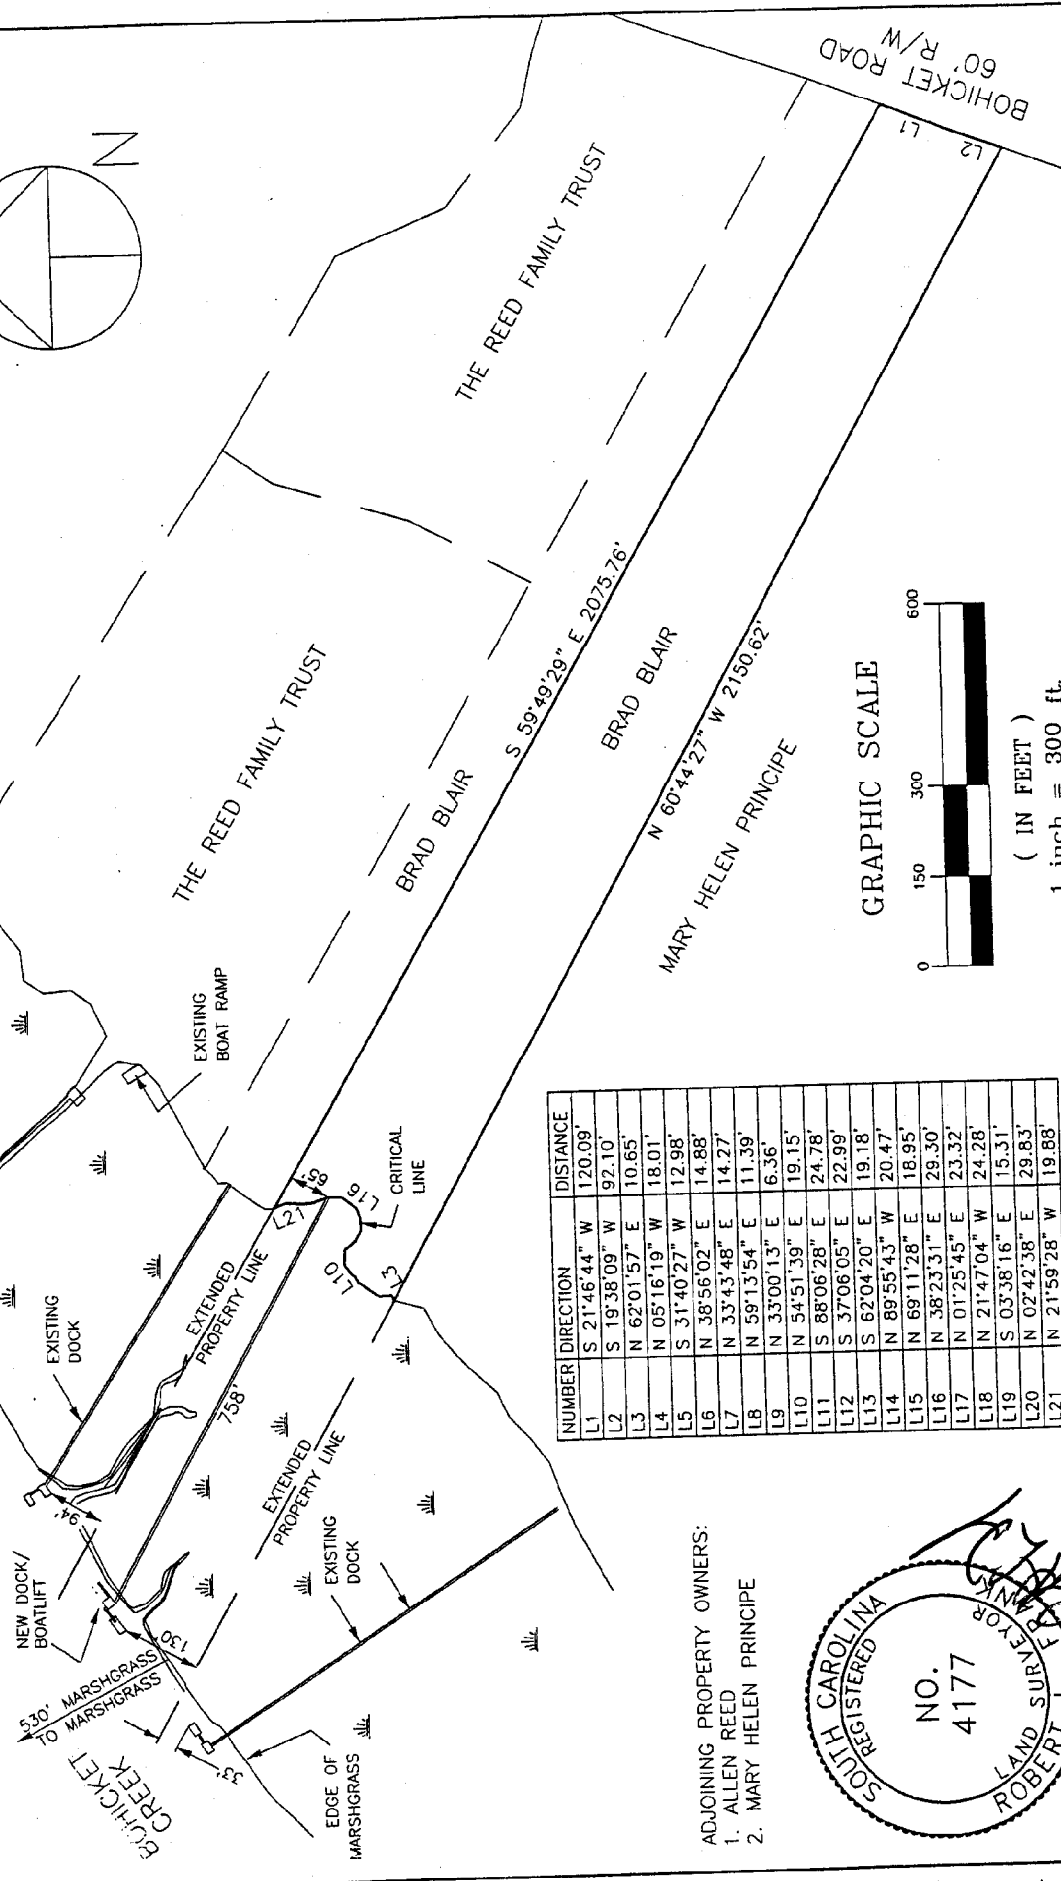 N
BOHICKET ROAD
60' R/W
L1
L2
THE REED FAMILY TRUST
THE REED FAMILY TRUST
BRAD BLAIR
S 59°49'29" E 2075.76'
BRAD BLAIR
N 60°44'27" W 2150.62'
MARY HELEN PRINCIPE
EXISTING
BOAT RAMP
EXISTING
DOCK
EXTENDED
PROPERTY LINE
758'
65'
L21
L16
CRITICAL
LINE
L10
L3
EXTENDED
PROPERTY LINE
EXISTING
DOCK
94'
NEW DOCK/
BOATLIFT
130'
530' MARSHGRASS
TO MARSHGRASS
BOHICKET
CREEK
33'
EDGE OF
MARSHGRASS
GRAPHIC SCALE
0 150 300 600
( IN FEET )
1 inch = 300 ft.
NUMBER DIRECTION DISTANCE
L1 S 21°46'44" W 120.09'
L2 S 19°38'09" W 92.10'
L3 N 62°01'57" E 10.65'
L4 N 05°16'19" W 18.01'
L5 S 31°40'27" W 12.98'
L6 N 38°56'02" E 14.88'
L7 N 33°43'48" E 14.27'
L8 N 59°13'54" E 11.39'
L9 N 33°00'13" E 6.36'
L10 N 54°51'39" E 19.15'
L11 S 88°06'28" E 24.78'
L12 S 37°06'05" E 22.99'
L13 S 62°04'20" E 19.18'
L14 N 89°55'43" W 20.47'
L15 N 69°11'28" E 18.95'
L16 N 38°23'31" E 29.30'
L17 N 01°25'45" E 23.32'
L18 N 21°47'04" W 24.28'
L19 S 03°38'16" E 15.31'
L20 N 02°42'38" E 29.83'
L21 N 21°59'28" W 19.88'
ADJOINING PROPERTY OWNERS:
1. ALLEN REED
2. MARY HELEN PRINCIPE
SOUTH CAROLINA
REGISTERED
NO.
4177
LAND SURVEYOR
ROBERT FRANK